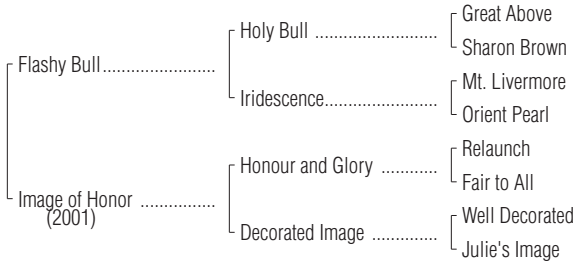 Great Above
Holy Bull ................................
Sharon Brown
Flashy Bull.............................
Mt. Livermore
Iridescence.............................
Orient Pearl
Relaunch
Honour and Glory ..............
Fair to All
Image of Honor ...................
(2001)
Well Decorated
Decorated Image ................
Julie's Image